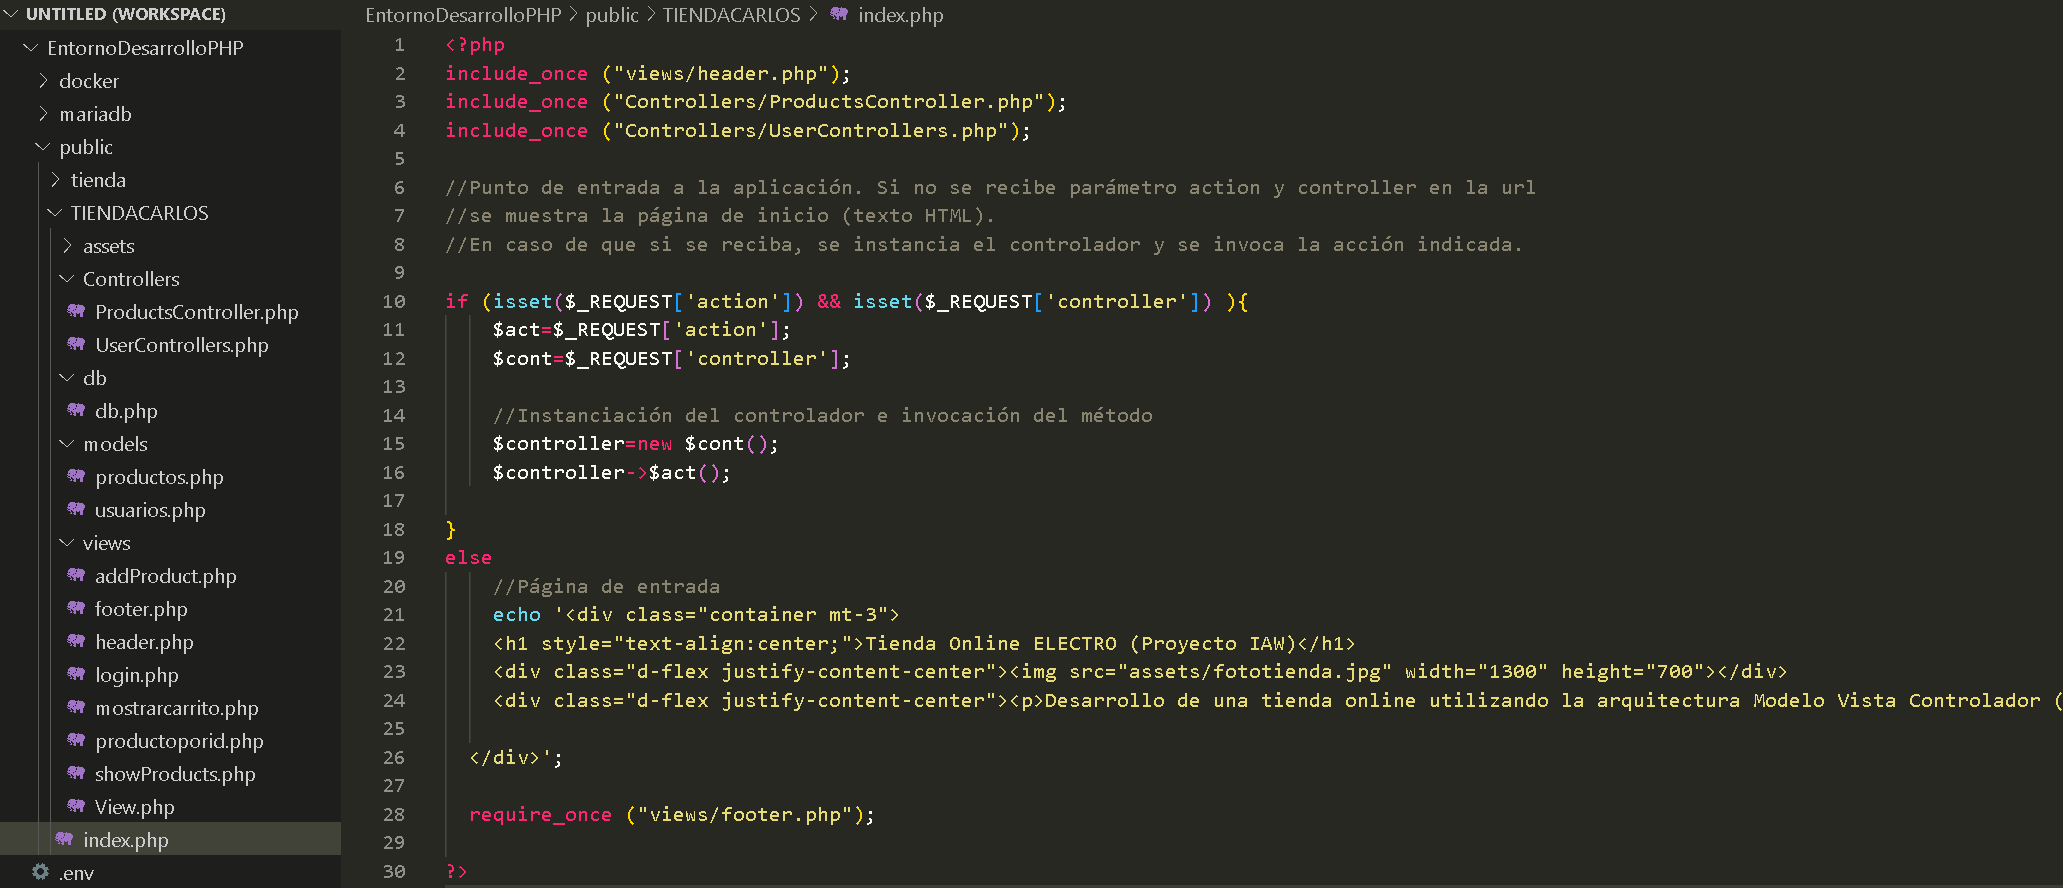 UNTITLED (WORKSPACE)
EntornoDesarrolloPHP
docker
mariadb
public
tienda
TIENDACARLOS
assets
Controllers
ProductsController.php
UserControllers.php
db
db.php
models
productos.php
usuarios.php
views
addProduct.php
footer.php
header.php
login.php
mostrarcarrito.php
productoporid.php
showProducts.php
View.php
index.php
.env
EntornoDesarrolloPHP > public > TIENDACARLOS > index.php
1 <?php
2 include_once ("views/header.php");
3 include_once ("Controllers/ProductsController.php");
4 include_once ("Controllers/UserControllers.php");
5
6 //Punto de entrada a la aplicación. Si no se recibe parámetro action y controller en la url
7 //se muestra la página de inicio (texto HTML).
8 //En caso de que si se reciba, se instancia el controlador y se invoca la acción indicada.
9
10 if (isset($_REQUEST['action']) && isset($_REQUEST['controller']) ){
11 $act=$_REQUEST['action'];
12 $cont=$_REQUEST['controller'];
13
14 //Instanciación del controlador e invocación del método
15 $controller=new $cont();
16 $controller->$act();
17
18 }
19 else
20 //Página de entrada
21 echo '<div class="container mt-3">
22 <h1 style="text-align:center;">Tienda Online ELECTRO (Proyecto IAW)</h1>
23 <div class="d-flex justify-content-center"><img src="assets/fototienda.jpg" width="1300" height="700"></div>
24 <div class="d-flex justify-content-center"><p>Desarrollo de una tienda online utilizando la arquitectura Modelo Vista Controlador (
25
26 </div>';
27
28 require_once ("views/footer.php");
29
30 ?>